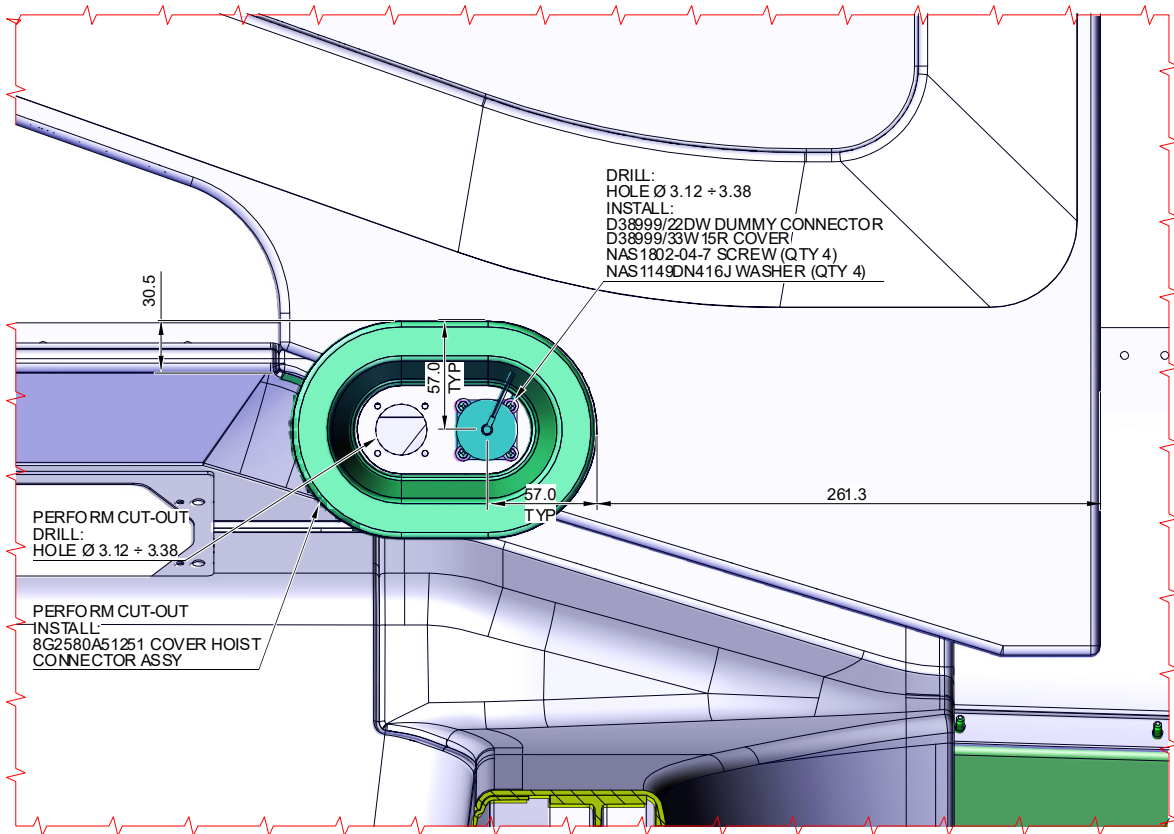 DRILL:
HOLE Ø 3.12 ÷ 3.38
INSTALL:
D38999/22DW DUMMY CONNECTOR
D38999/33W15R COVER
NAS1802-04-7 SCREW (QTY 4)
NAS1149DN416J WASHER (QTY 4)
30.5
57.0
TYP
57.0
TYP
261.3
PERFORM CUT-OUT
DRILL:
HOLE Ø 3.12 ÷ 3.38
PERFORM CUT-OUT
INSTALL:
8G2580A51251 COVER HOIST
CONNECTOR ASSY